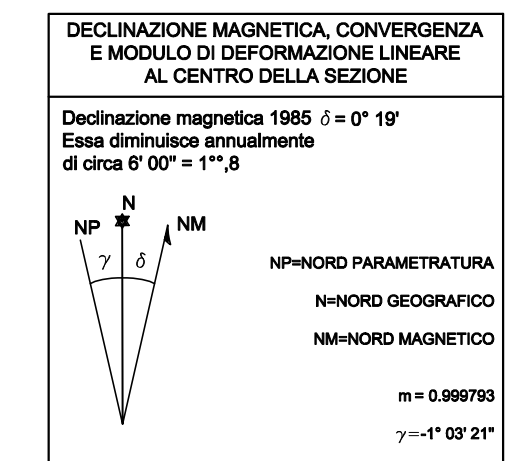 DECLINAZIONE MAGNETICA, CONVERGENZA
E MODULO DI DEFORMAZIONE LINEARE
AL CENTRO DELLA SEZIONE
Declinazione magnetica 1985 δ = 0° 19'
Essa diminuisce annualmente
di circa 6' 00" = 1°°,8
N
NP
NM
γ δ
NP=NORD PARAMETRATURA
N=NORD GEOGRAFICO
NM=NORD MAGNETICO
m = 0.999793
γ=-1° 03' 21"